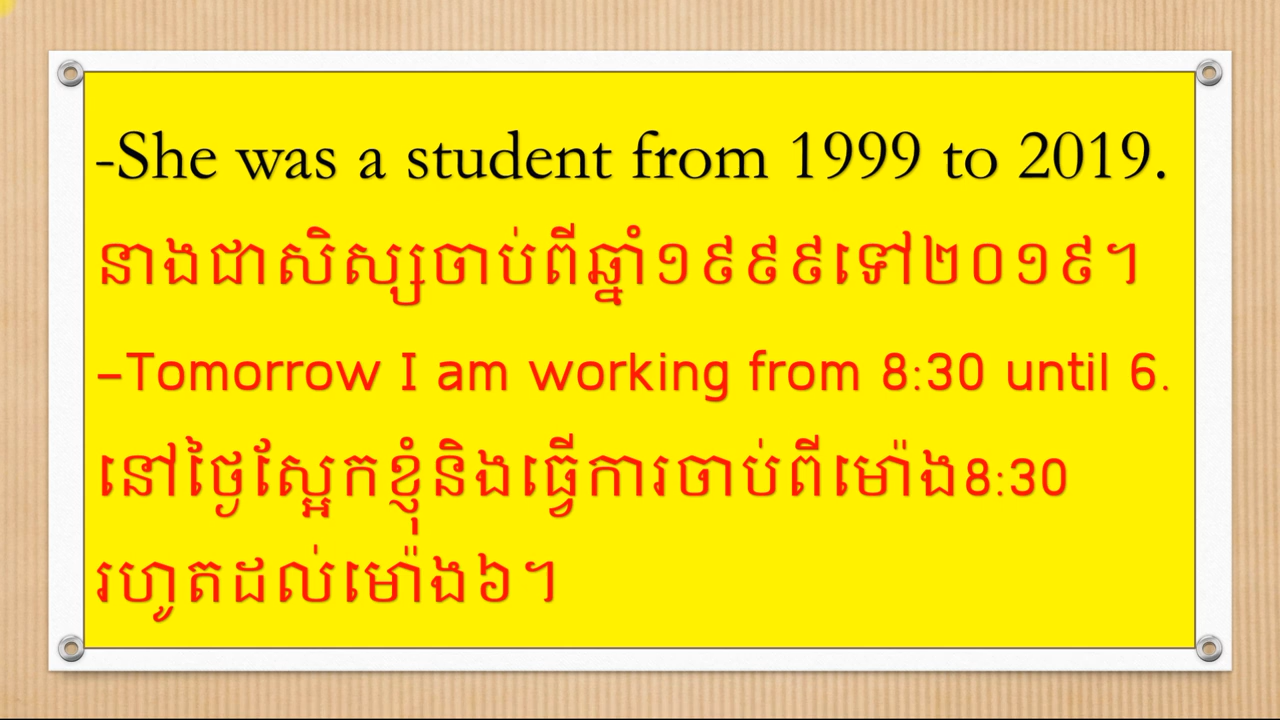 -She was a student from 1999 to 2019.
នាងជាសិស្សចាប់ពីឆ្នាំ១៩៩៩ទៅ២០១៩។
-Tomorrow I am working from 8:30 until 6.
នៅថ្ងៃស្អែកខ្ញុំនិងធ្វើការចាប់ពីម៉ោង8:30
រហូតដល់ម៉ោង៦។